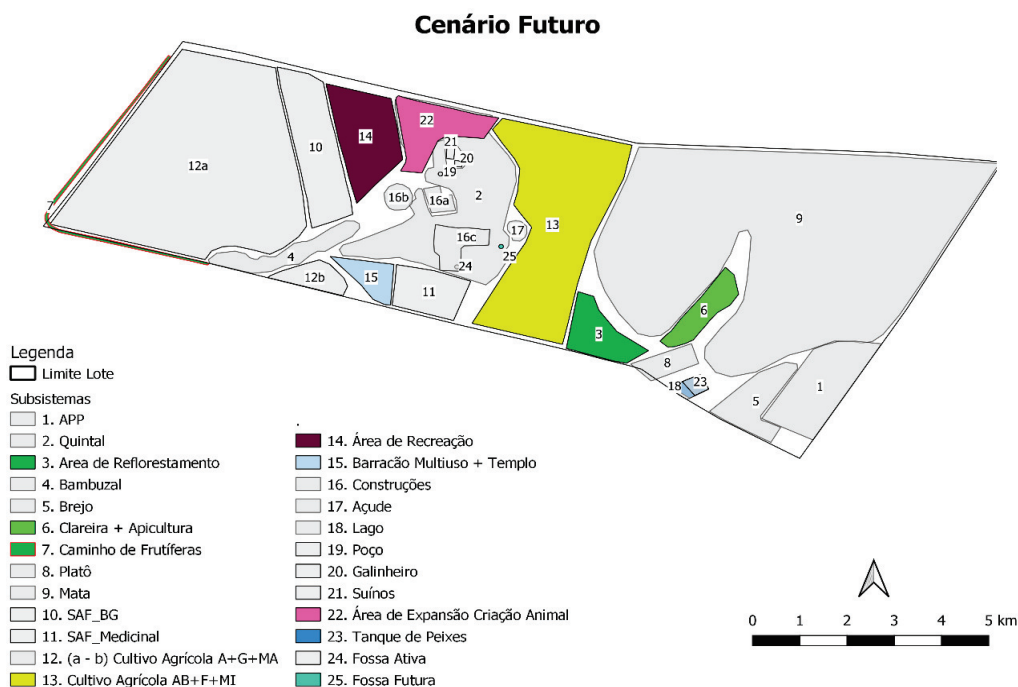 Cenário Futuro
22
14
21
10
20
12a
19
2
16b
16a
9
7
17
13
16c
4
25
24
15
12b
11
6
3
8
23
18
1
5
Legenda
Limite Lote
Subsistemas
1. APP
2. Quintal
3. Area de Reflorestamento
4. Bambuzal
5. Brejo
6. Clareira + Apicultura
7. Caminho de Frutíferas
8. Platô
9. Mata
10. SAF_BG
11. SAF_Medicinal
12. (a - b) Cultivo Agrícola A+G+MA
13. Cultivo Agrícola AB+F+MI
.
14. Área de Recreação
15. Barracão Multiuso + Templo
16. Construções
17. Açude
18. Lago
19. Poço
20. Galinheiro
21. Suínos
22. Área de Expansão Criação Animal
23. Tanque de Peixes
24. Fossa Ativa
25. Fossa Futura
0 1 2 3 4 5 km